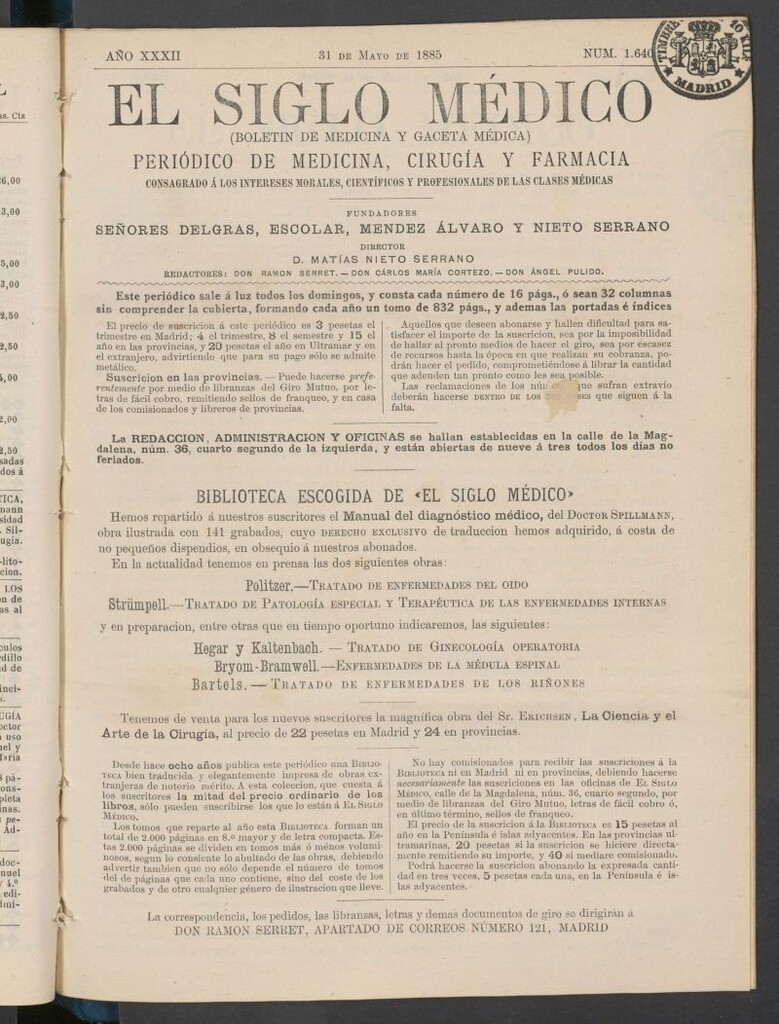 AÑO XXXII
31 DE MAYO DE 1885
NUM. 1.640
TIMBRE
10 KILS
MADRID
EL SIGLO MÉDICO
(BOLETIN DE MEDICINA Y GACETA MÉDICA)
PERIÓDICO DE MEDICINA, CIRUGÍA Y FARMACIA
CONSAGRADO Á LOS INTERESES MORALES, CIENTÍFICOS Y PROFESIONALES DE LAS CLASES MÉDICAS
FUNDADORES
SEÑORES DELGRAS, ESCOLAR, MENDEZ ÁLVARO Y NIETO SERRANO
DIRECTOR
D. MATÍAS NIETO SERRANO
REDACTORES: DON RAMON SERRET.—DON CÁRLOS MARÍA CORTEZO.—DON ÁNGEL PULIDO.
Este periódico sale á luz todos los domingos, y consta cada número de 16 págs., ó sean 32 columnas
sin comprender la cubierta, formando cada año un tomo de 832 págs., y ademas las portadas é índices
El precio de suscricion á este periódico es 3 pesetas el
trimestre en Madrid; 4 el trimestre, 8 el semestre y 15 el
año en las provincias, y 20 pesetas el año en Ultramar y en
el extranjero, advirtiendo que para su pago sólo se admite
metálico.
Suscricion en las provincias.—Puede hacerse prefe-
rentemente por medio de libranzas del Giro Mutuo, por le-
tras de fácil cobro, remitiendo sellos de franqueo, y en casa
de los comisionados y libreros de provincias.
Aquellos que deseen abonarse y hallen dificultad para sa-
tisfacer el importe de la suscricion, sea por la imposibilidad
de hallar al pronto medios de hacer el giro, sea por escasez
de recursos hasta la época en que realizan su cobranza, po-
drán hacer el pedido, comprometiéndose á librar la cantidad
que adeuden tan pronto como les sea posible.
Las reclamaciones de los que sufran extravío
deberán hacerse DENTRO DE LOS que siguen á la
falta.
La REDACCION, ADMINISTRACION Y OFICINAS se hallan establecidas en la calle de la Mag-
dalena, núm. 36, cuarto segundo de la izquierda, y están abiertas de nueve á tres todos los días no
feriados.
BIBLIOTECA ESCOGIDA DE «EL SIGLO MÉDICO»
Hemos repartido á nuestros suscritores el Manual del diagnóstico médico, del DOCTOR SPILLMANN,
obra ilustrada con 141 grabados, cuyo DERECHO EXCLUSIVO de traduccion hemos adquirido, á costa de
no pequeños dispendios, en obsequio á nuestros abonados.
En la actualidad tenemos en prensa las dos siguientes obras:
Politzer.—TRATADO DE ENFERMEDADES DEL OIDO
Strümpell.—TRATADO DE PATOLOGÍA ESPECIAL Y TERAPÉUTICA DE LAS ENFERMEDADES INTERNAS
y en preparacion, entre otras que en tiempo oportuno indicaremos, las siguientes:
Hegar y Kaltenbach.—TRATADO DE GINECOLOGÍA OPERATORIA
Bryom-Bramwell.—ENFERMEDADES DE LA MÉDULA ESPINAL
Bartels.—TRATADO DE ENFERMEDADES DE LOS RIÑONES
Tenemos de venta para los nuevos suscritores la magnífica obra del Sr. ERICHSEN, La Ciencia y el
Arte de la Cirugía, al precio de 22 pesetas en Madrid y 24 en provincias.
Desde hace ocho años publica este periódico una BIBLIO-
TECA bien traducida y elegantemente impresa de obras ex-
tranjeras de notorio mérito. A esta coleccion, que cuesta á
los suscritores la mitad del precio ordinario de los
libros, sólo pueden suscribirse los que lo están á EL SIGLO
MÉDICO.
Los tomos que reparte al año esta BIBLIOTECA forman un
total de 2.000 páginas en 8.º mayor y de letra compacta. Es-
tas 2.000 páginas se dividen en tomos más ó ménos volumi-
nosos, segun lo consiente lo abultado de las obras, debiendo
advertir tambien que no sólo depende el número de tomos
del de páginas que cada uno contiene, sino del coste de los
grabados y de otro cualquier género de ilustracion que lleve.
No hay comisionados para recibir las suscriciones á la
BIBLIOTECA ni en Madrid ni en provincias, debiendo hacerse
necesariamente las suscriciones en las oficinas de EL SIGLO
MÉDICO, calle de la Magdalena, núm. 36, cuarto segundo, por
medio de libranzas del Giro Mutuo, letras de fácil cobro ó,
en último término, sellos de franqueo.
El precio de la suscricion á la BIBLIOTECA es 15 pesetas al
año en la Península é islas adyacentes. En las provincias ul-
tramarinas, 20 pesetas si la suscricion se hiciere directa-
mente remitiendo su importe, y 40 si mediare comisionado.
Podrá hacerse la suscricion abonando la expresada canti-
dad en tres veces, 5 pesetas cada una, en la Península é is-
las adyacentes.
La correspondencia, los pedidos, las libranzas, letras y demas documentos de giro se dirigirán á
DON RAMON SERRET, APARTADO DE CORREOS NÚMERO 121, MADRID